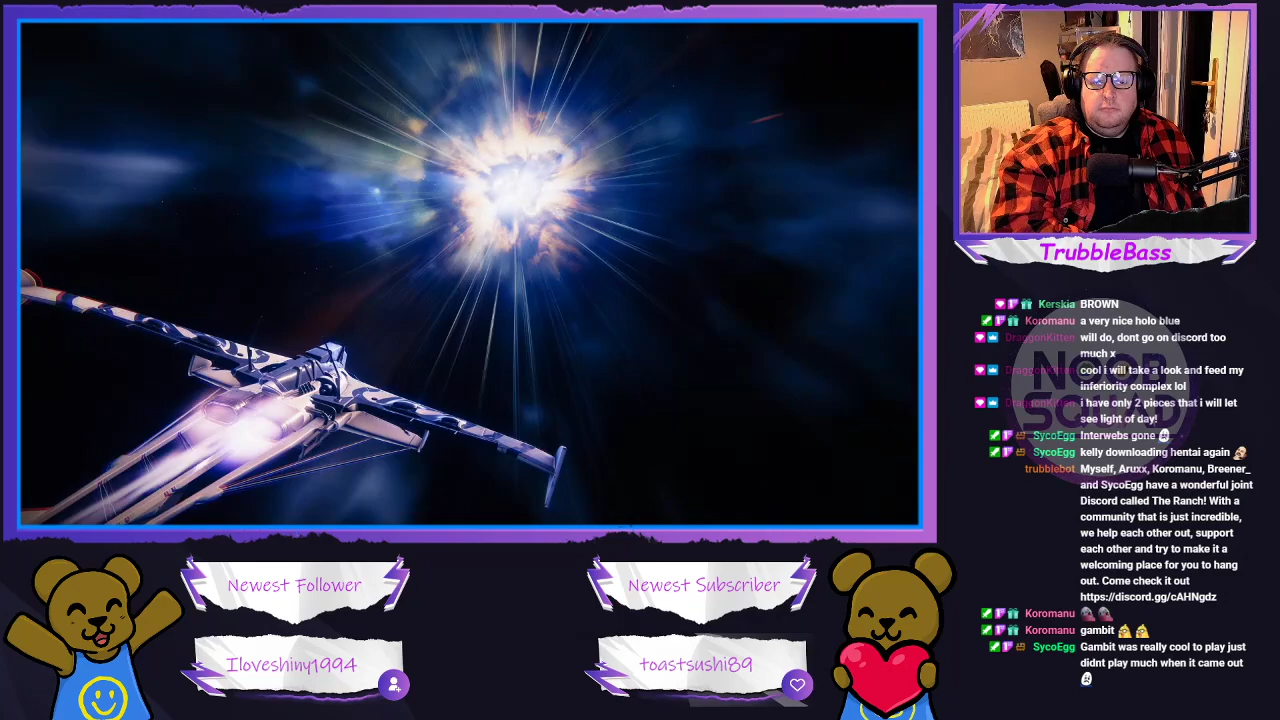 TrubbleBass
Kerskia BROWN
Koromanu a very nice holo blue
DraggonKitten will do, dont go on discord too
much x
DraggonKitten cool i will take a look and feed my
inferiority complex lol
DraggonKitten i have only 2 pieces that i will let
see light of day!
SycoEgg Interwebs gone
SycoEgg kelly downloading hentai again
trubblebot Myself, Aruxx, Koromanu, Breener_
and SycoEgg have a wonderful joint
Discord called The Ranch! With a
community that is just incredible,
we help each other out, support
each other and try to make it a
welcoming place for you to hang
out. Come check it out
https://discord.gg/cAHNgdz
Koromanu
Koromanu gambit
SycoEgg Gambit was really cool to play just
didnt play much when it came out
NOOB
SQUAD
Newest Follower
Iloveshiny1994
Newest Subscriber
toastsushi89